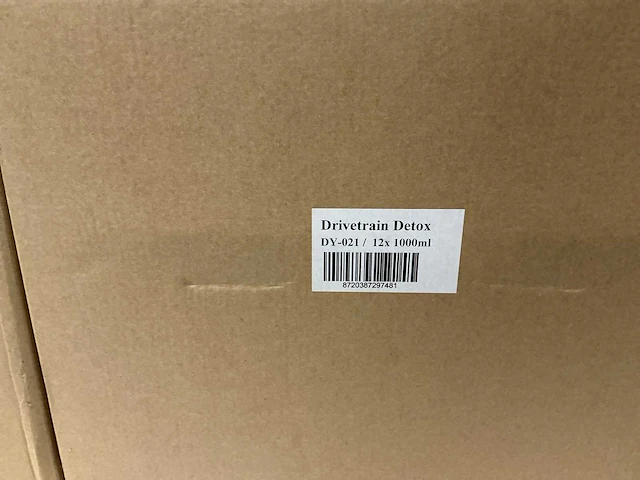 Drivetrain Detox
DY-021 / 12x 1000ml
8720387297481